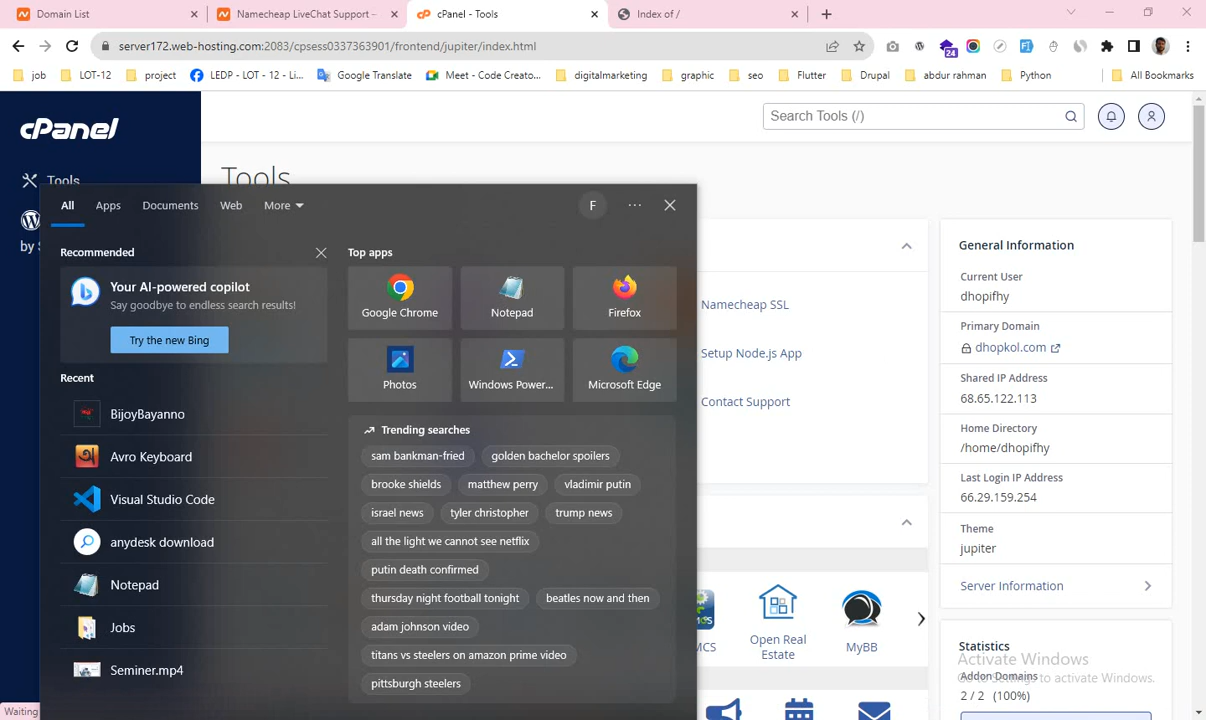 Domain List
Namecheap LiveChat Support –
cPanel - Tools
Index of /
server172.web-hosting.com:2083/cpsess0337363901/frontend/jupiter/index.html
24
job
LOT-12
project
LEDP - LOT - 12 - Li...
Google Translate
Meet - Code Creato...
digitalmarketing
graphic
seo
Flutter
Drupal
abdur rahman
Python
All Bookmarks
cPanel
Search Tools (/)
Tools
Tools
by S
All
Apps
Documents
Web
More
F
Recommended
Your AI-powered copilot
Say goodbye to endless search results!
Try the new Bing
Recent
BijoyBayanno
Avro Keyboard
Visual Studio Code
anydesk download
Notepad
Jobs
Seminer.mp4
Top apps
Google Chrome
Notepad
Firefox
Photos
Windows Power...
Microsoft Edge
Trending searches
sam bankman-fried
golden bachelor spoilers
brooke shields
matthew perry
vladimir putin
israel news
tyler christopher
trump news
all the light we cannot see netflix
putin death confirmed
thursday night football tonight
beatles now and then
adam johnson video
titans vs steelers on amazon prime video
pittsburgh steelers
Namecheap SSL
Setup Node.js App
Contact Support
MCS
Open Real
Estate
MyBB
General Information
Current User
dhopifhy
Primary Domain
dhopkol.com
Shared IP Address
68.65.122.113
Home Directory
/home/dhopifhy
Last Login IP Address
66.29.159.254
Theme
jupiter
Server Information
Statistics
Addon Domains
2 / 2 (100%)
Activate Windows
Go to Settings to activate Windows.
Waiting